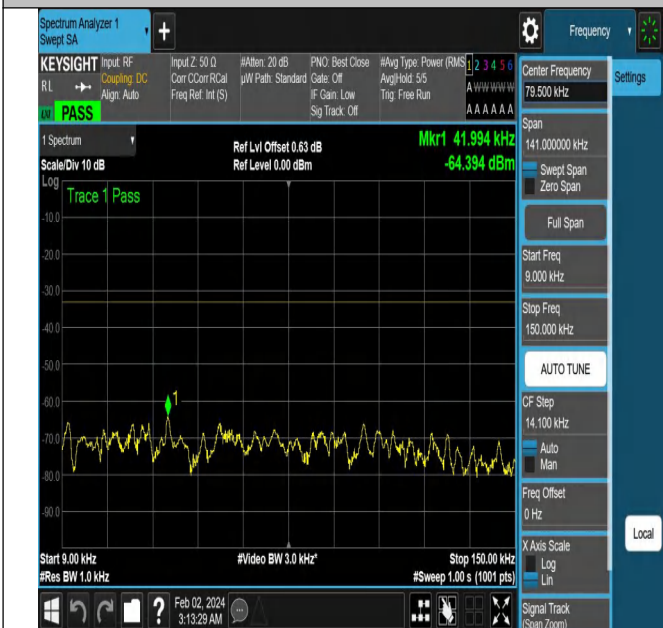 Spectrum Analyzer 1
Swept SA
Frequency
KEYSIGHT
Input: RF
Coupling: DC
Align: Auto
Input Z: 50 Ω
Corr CCorr RCal
Freq Ref: Int (S)
#Atten: 20 dB
µW Path: Standard
PNO: Best Close
Gate: Off
IF Gain: Low
Sig Track: Off
#Avg Type: Power (RMS
Avg|Hold: 5/5
Trig: Free Run
1 2 3 4 5 6
A W W W W W
A A A A A A
R L
LXI
PASS
1 Spectrum
Scale/Div 10 dB
Ref Lvl Offset 0.63 dB
Ref Level 0.00 dBm
Mkr1 41.994 kHz
-64.394 dBm
Log
Trace 1 Pass
-10.0
-20.0
-30.0
-40.0
-50.0
-60.0
-70.0
-80.0
-90.0
1
Start 9.00 kHz
#Res BW 1.0 kHz
#Video BW 3.0 kHz*
Stop 150.00 kHz
#Sweep 1.00 s (1001 pts)
?
Feb 02, 2024
3:13:29 AM
Center Frequency
79.500 kHz
Span
141.000000 kHz
Swept Span
Zero Span
Full Span
Start Freq
9.000 kHz
Stop Freq
150.000 kHz
AUTO TUNE
CF Step
14.100 kHz
Auto
Man
Freq Offset
0 Hz
X Axis Scale
Log
Lin
Signal Track
(Span Zoom)
Settings
Local